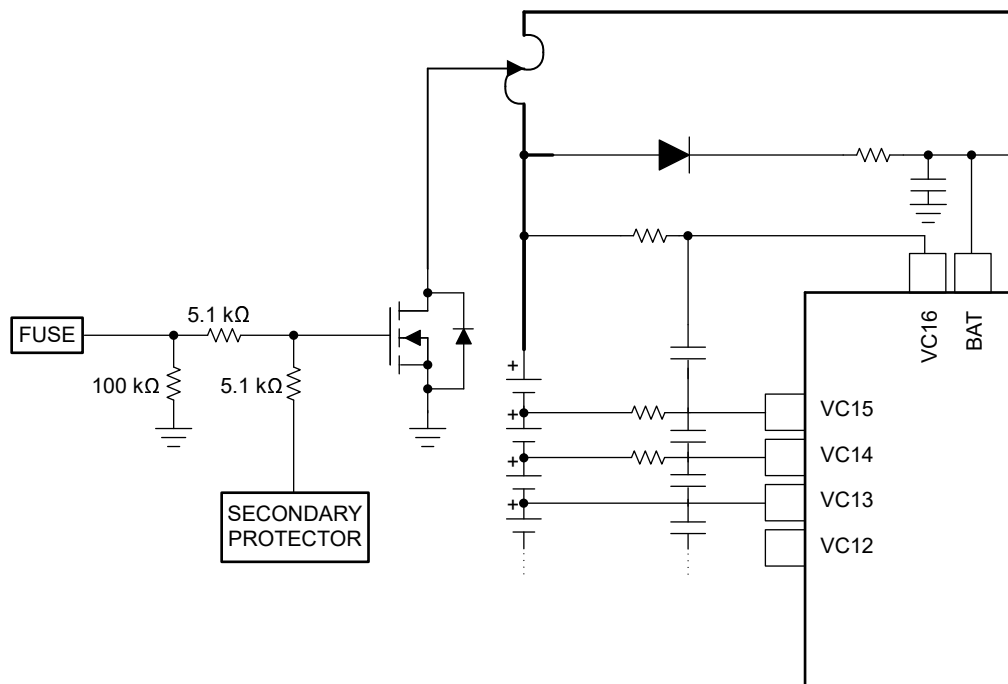 FUSE
5.1 kΩ
100 kΩ
5.1 kΩ
SECONDARY
PROTECTOR
+
+
+
+
VC16
BAT
VC15
VC14
VC13
VC12